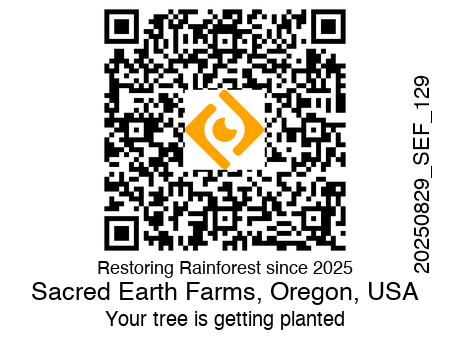 Restoring Rainforest since 2025
Sacred Earth Farms, Oregon, USA
Your tree is getting planted
20250829_SEF_129